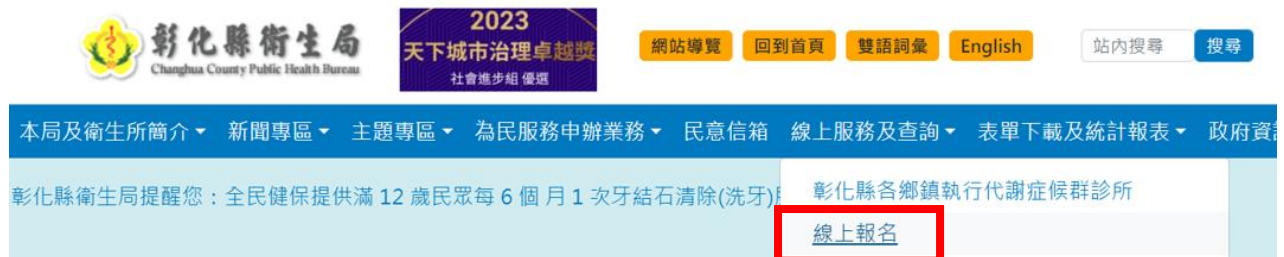 彰化縣衛生局
Changhua County Public Health Bureau
2023
天下城市治理卓越獎
社會進步組 優選
網站導覽 回到首頁 雙語詞彙 English 站內搜尋 搜尋
本局及衛生所簡介 新聞專區 主題專區 為民服務申辦業務 民意信箱 線上服務及查詢 表單下載及統計報表 政府資
彰化縣衛生局提醒您：全民健保提供滿 12 歲民眾每 6 個 月 1 次牙結石清除(洗牙)
彰化縣各鄉鎮執行代謝症候群診所
線上報名